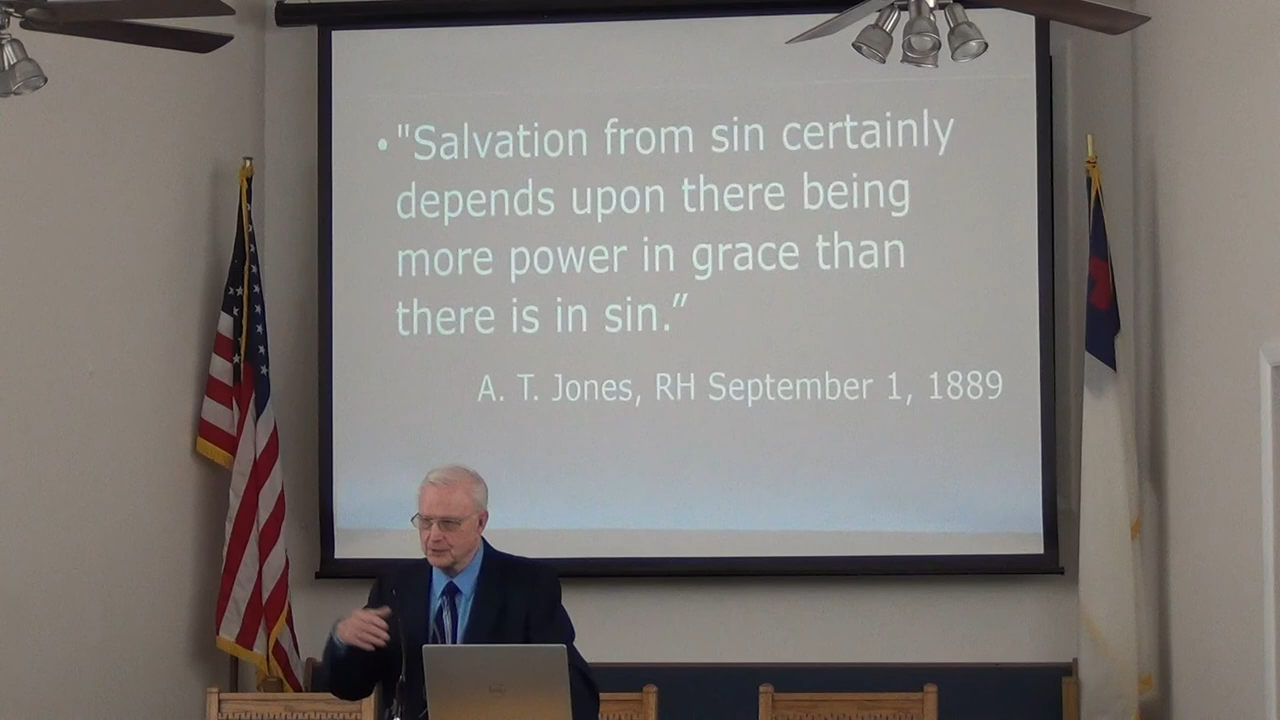 • "Salvation from sin certainly
depends upon there being
more power in grace than
there is in sin.”
A. T. Jones, RH September 1, 1889